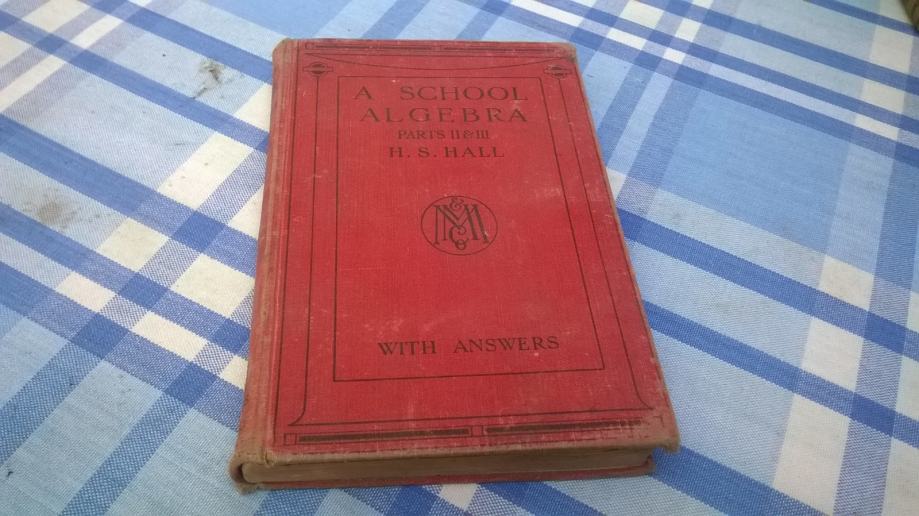 A SCHOOL
ALGEBRA
PARTS II & III
H. S. HALL
M & M Co
WITH ANSWERS